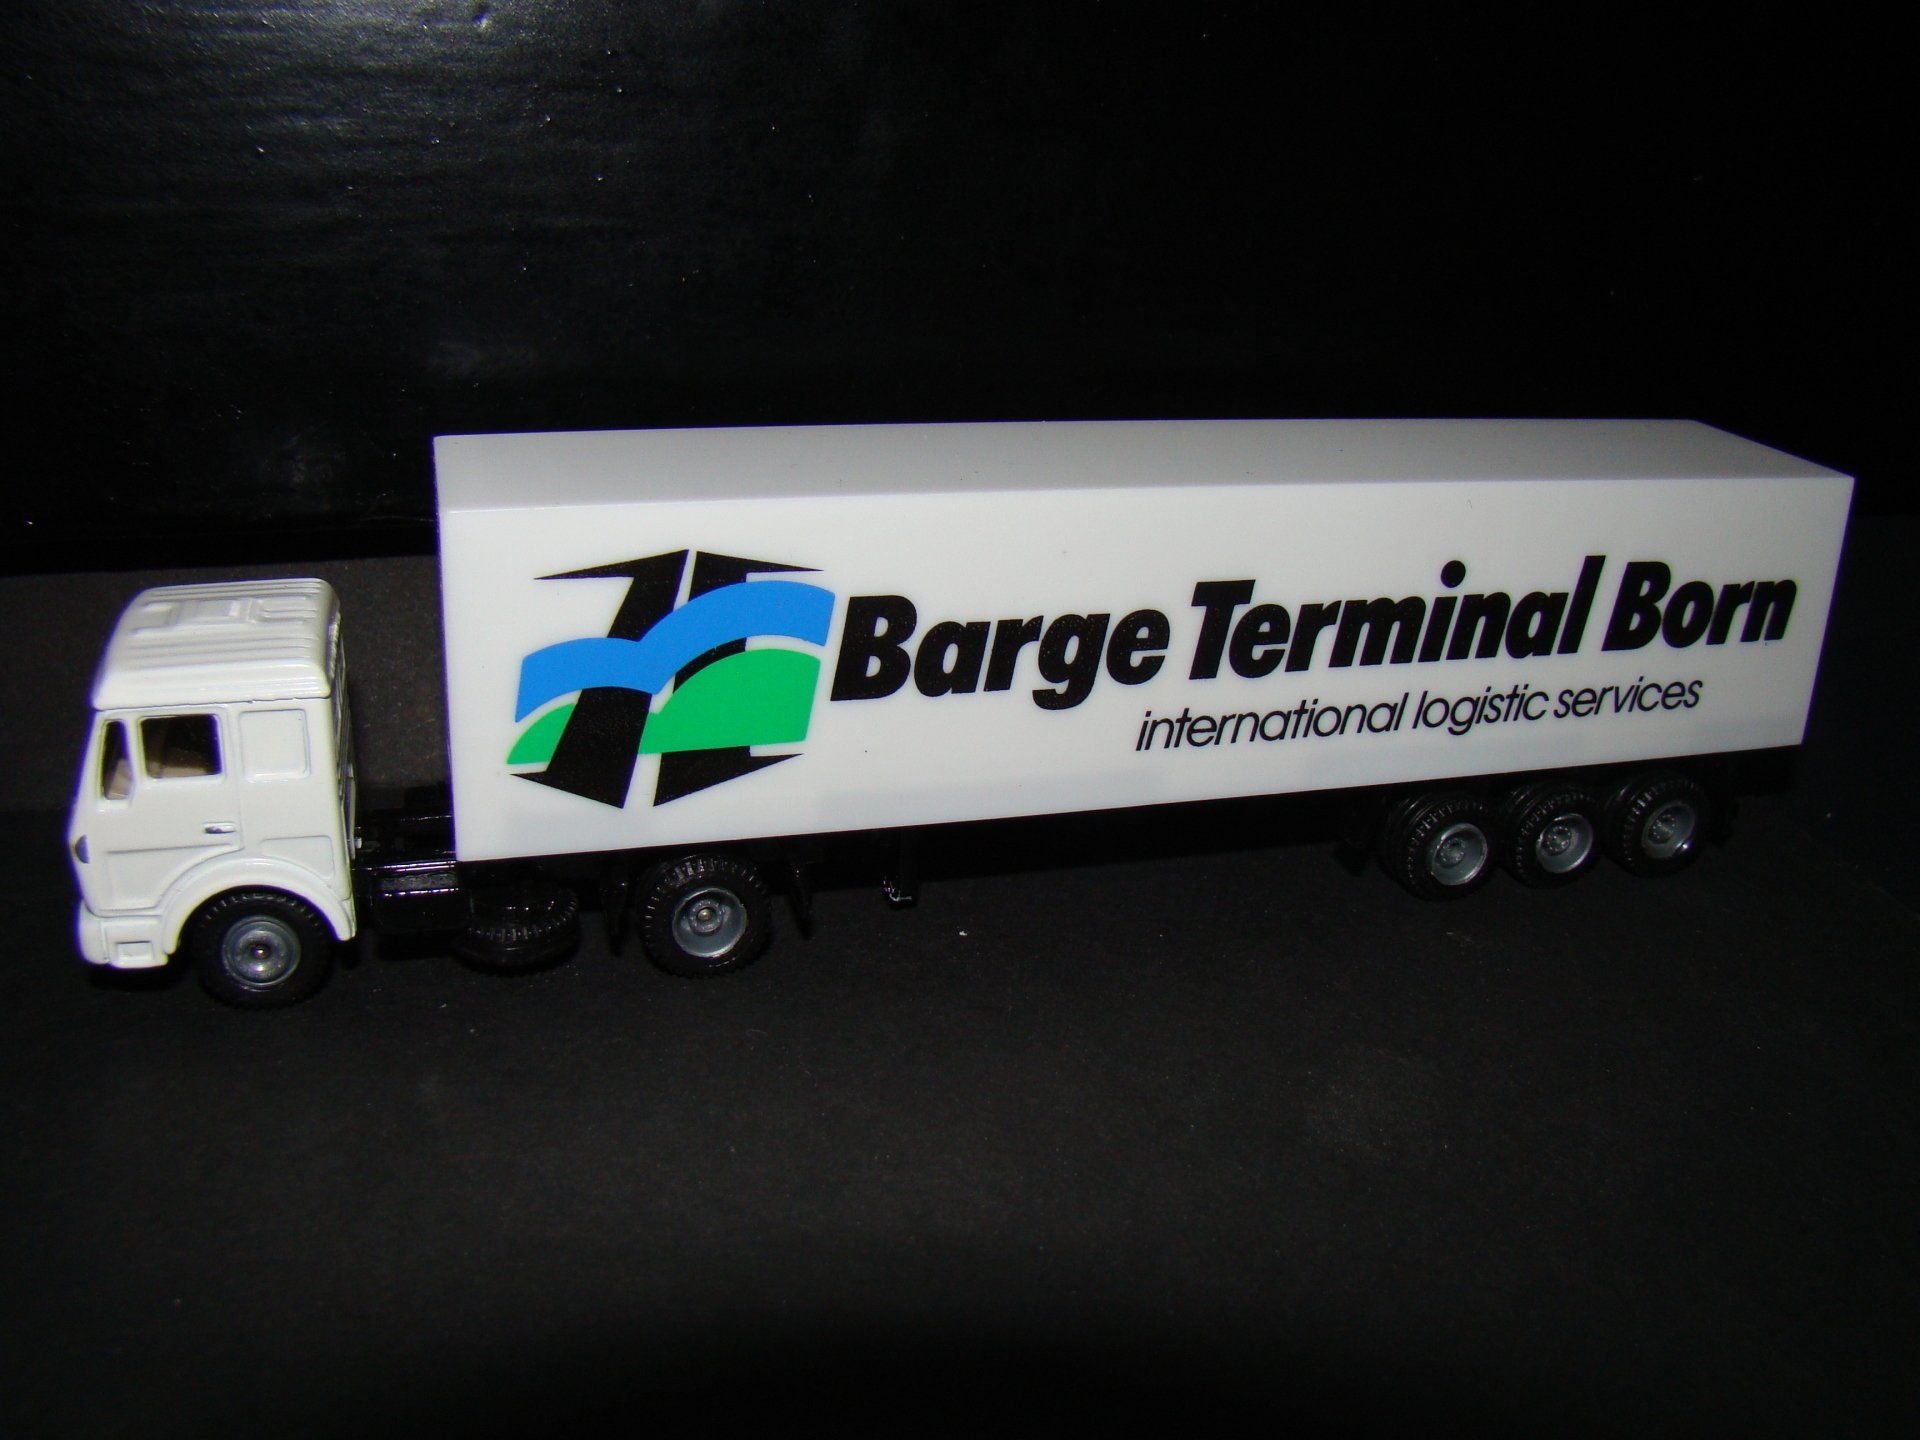 Barge Terminal Born
international logistic services